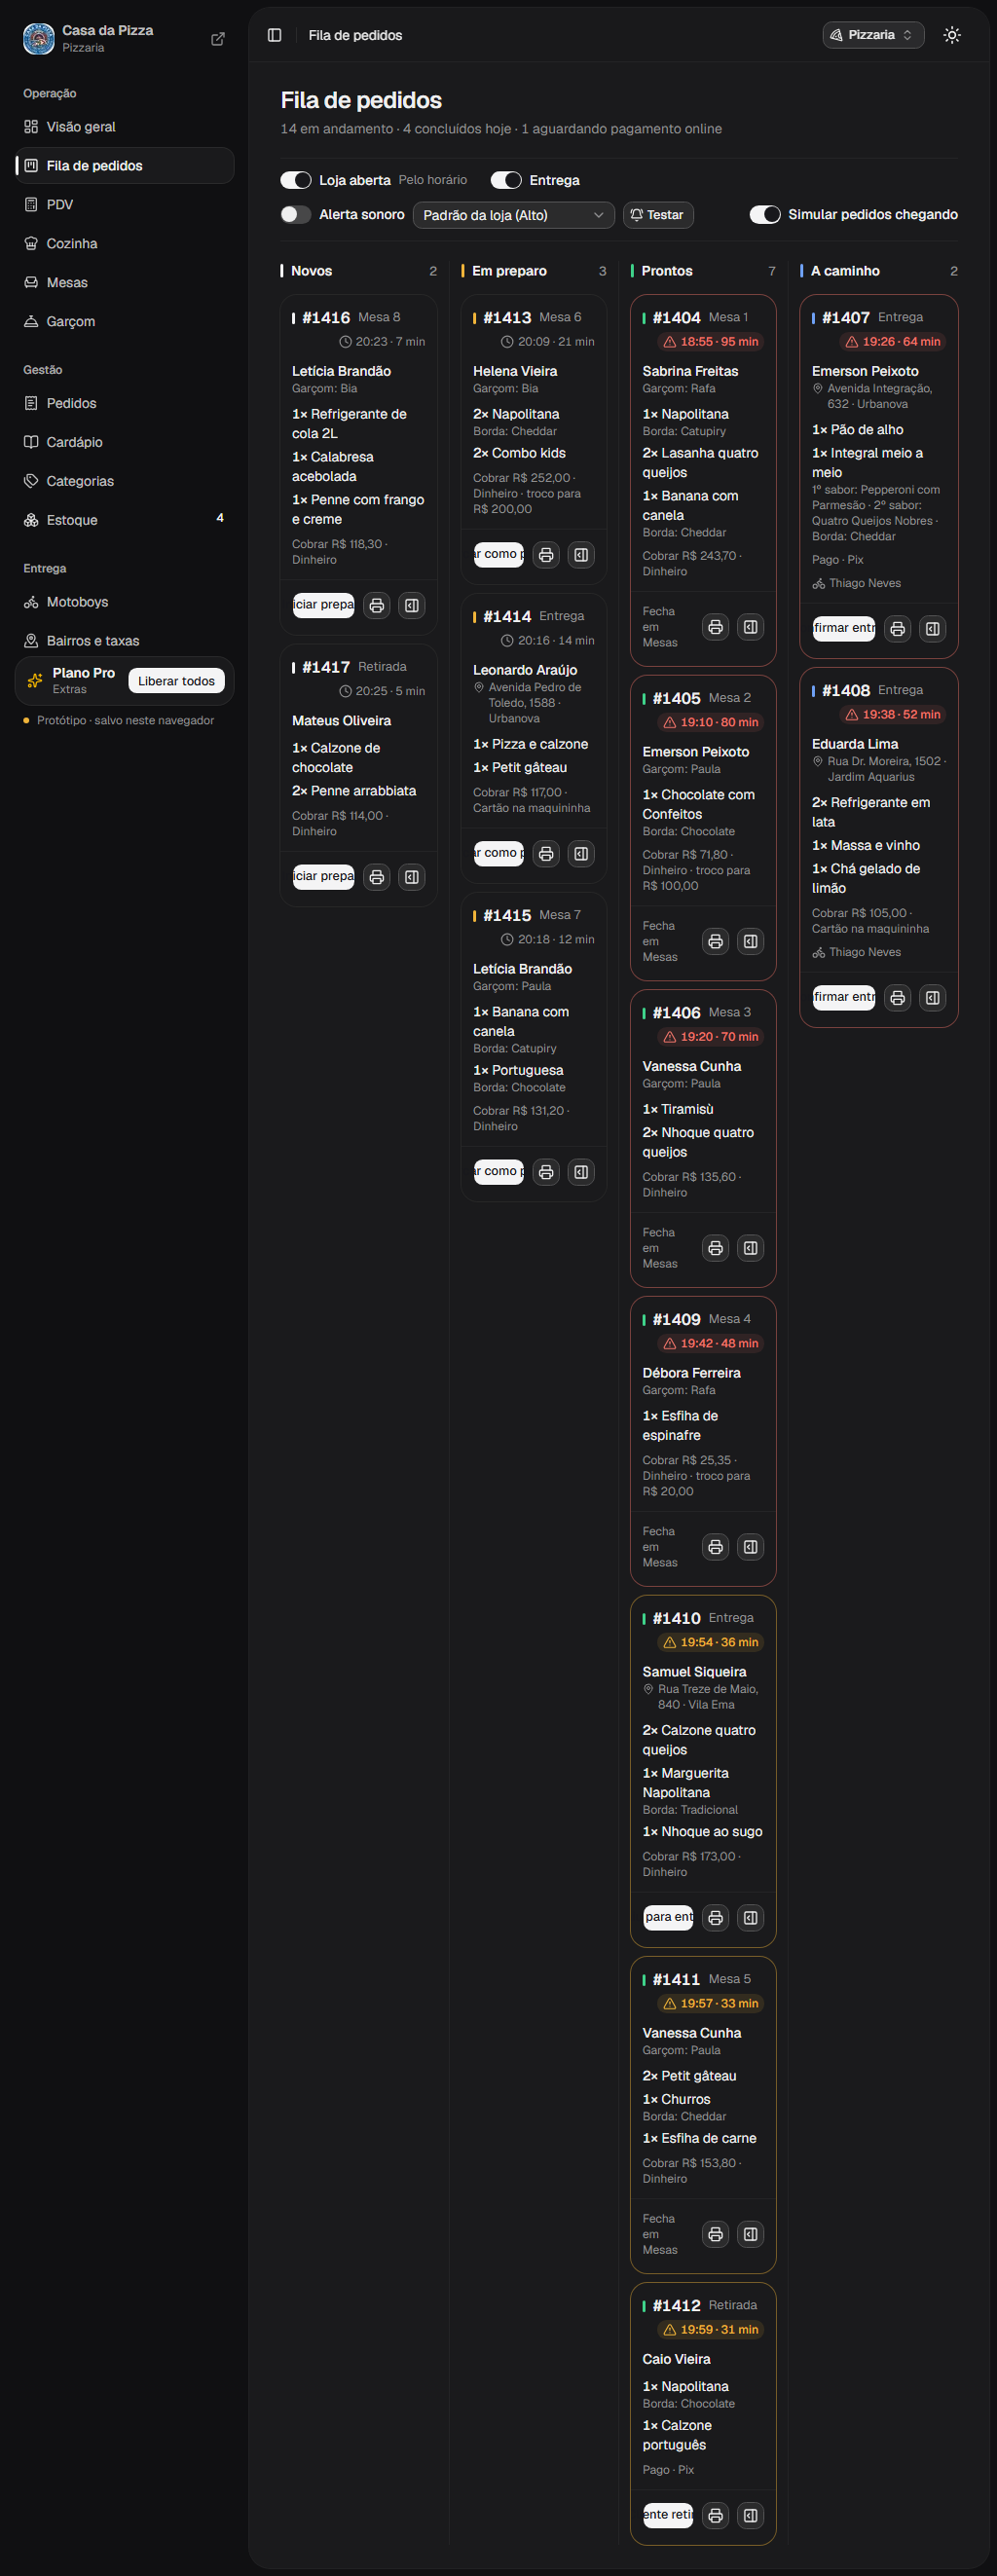 Casa da Pizza
Pizzaria
Operação
Visão geral
Fila de pedidos
PDV
Cozinha
Mesas
Garçom
Gestão
Pedidos
Cardápio
Categorias
Estoque 4
Entrega
Motoboys
Bairros e taxas
Plano Pro
Extras
Liberar todos
Protótipo · salvo neste navegador
Fila de pedidos
Pizzaria
Fila de pedidos
14 em andamento · 4 concluídos hoje · 1 aguardando pagamento online
Loja aberta Pelo horário Entrega
Alerta sonoro Padrão da loja (Alto) Testar Simular pedidos chegando
Novos 2
#1416 Mesa 8
20:23 · 7 min
Letícia Brandão
Garçom: Bia
1× Refrigerante de
cola 2L
1× Calabresa
acebolada
1× Penne com frango
e creme
Cobrar R$ 118,30 ·
Dinheiro
iciar prepa
#1417 Retirada
20:25 · 5 min
Mateus Oliveira
1× Calzone de
chocolate
2× Penne arrabbiata
Cobrar R$ 114,00 ·
Dinheiro
iciar prepa
Em preparo 3
#1413 Mesa 6
20:09 · 21 min
Helena Vieira
Garçom: Bia
2× Napolitana
Borda: Cheddar
2× Combo kids
Cobrar R$ 252,00 ·
Dinheiro · troco para
R$ 200,00
ar como p
#1414 Entrega
20:16 · 14 min
Leonardo Araújo
Avenida Pedro de
Toledo, 1588 ·
Urbanova
1× Pizza e calzone
1× Petit gâteau
Cobrar R$ 117,00 ·
Cartão na maquininha
ar como p
#1415 Mesa 7
20:18 · 12 min
Letícia Brandão
Garçom: Paula
1× Banana com
canela
Borda: Catupiry
1× Portuguesa
Borda: Chocolate
Cobrar R$ 131,20 ·
Dinheiro
ar como p
Prontos 7
#1404 Mesa 1
18:55 · 95 min
Sabrina Freitas
Garçom: Rafa
1× Napolitana
Borda: Catupiry
2× Lasanha quatro
queijos
1× Banana com
canela
Borda: Cheddar
Cobrar R$ 243,70 ·
Dinheiro
Fecha
em
Mesas
#1405 Mesa 2
19:10 · 80 min
Emerson Peixoto
Garçom: Paula
1× Chocolate com
Confeitos
Borda: Chocolate
Cobrar R$ 71,80 ·
Dinheiro · troco para
R$ 100,00
Fecha
em
Mesas
#1406 Mesa 3
19:20 · 70 min
Vanessa Cunha
Garçom: Paula
1× Tiramisù
2× Nhoque quatro
queijos
Cobrar R$ 135,60 ·
Dinheiro
Fecha
em
Mesas
#1409 Mesa 4
19:42 · 48 min
Débora Ferreira
Garçom: Rafa
1× Esfiha de
espinafre
Cobrar R$ 25,35 ·
Dinheiro · troco para
R$ 20,00
Fecha
em
Mesas
#1410 Entrega
19:54 · 36 min
Samuel Siqueira
Rua Treze de Maio,
840 · Vila Ema
2× Calzone quatro
queijos
1× Marguerita
Napolitana
Borda: Tradicional
1× Nhoque ao sugo
Cobrar R$ 173,00 ·
Dinheiro
para ent
#1411 Mesa 5
19:57 · 33 min
Vanessa Cunha
Garçom: Paula
2× Petit gâteau
1× Churros
Borda: Cheddar
1× Esfiha de carne
Cobrar R$ 153,80 ·
Dinheiro
Fecha
em
Mesas
#1412 Retirada
19:59 · 31 min
Caio Vieira
1× Napolitana
Borda: Chocolate
1× Calzone
português
Pago · Pix
ente reti
A caminho 2
#1407 Entrega
19:26 · 64 min
Emerson Peixoto
Avenida Integração,
632 · Urbanova
1× Pão de alho
1× Integral meio a
meio
1º sabor: Pepperoni com
Parmesão · 2º sabor:
Quatro Queijos Nobres ·
Borda: Cheddar
Pago · Pix
Thiago Neves
firmar entr
#1408 Entrega
19:38 · 52 min
Eduarda Lima
Rua Dr. Moreira, 1502 ·
Jardim Aquarius
2× Refrigerante em
lata
1× Massa e vinho
1× Chá gelado de
limão
Cobrar R$ 105,00 ·
Cartão na maquininha
Thiago Neves
firmar entr